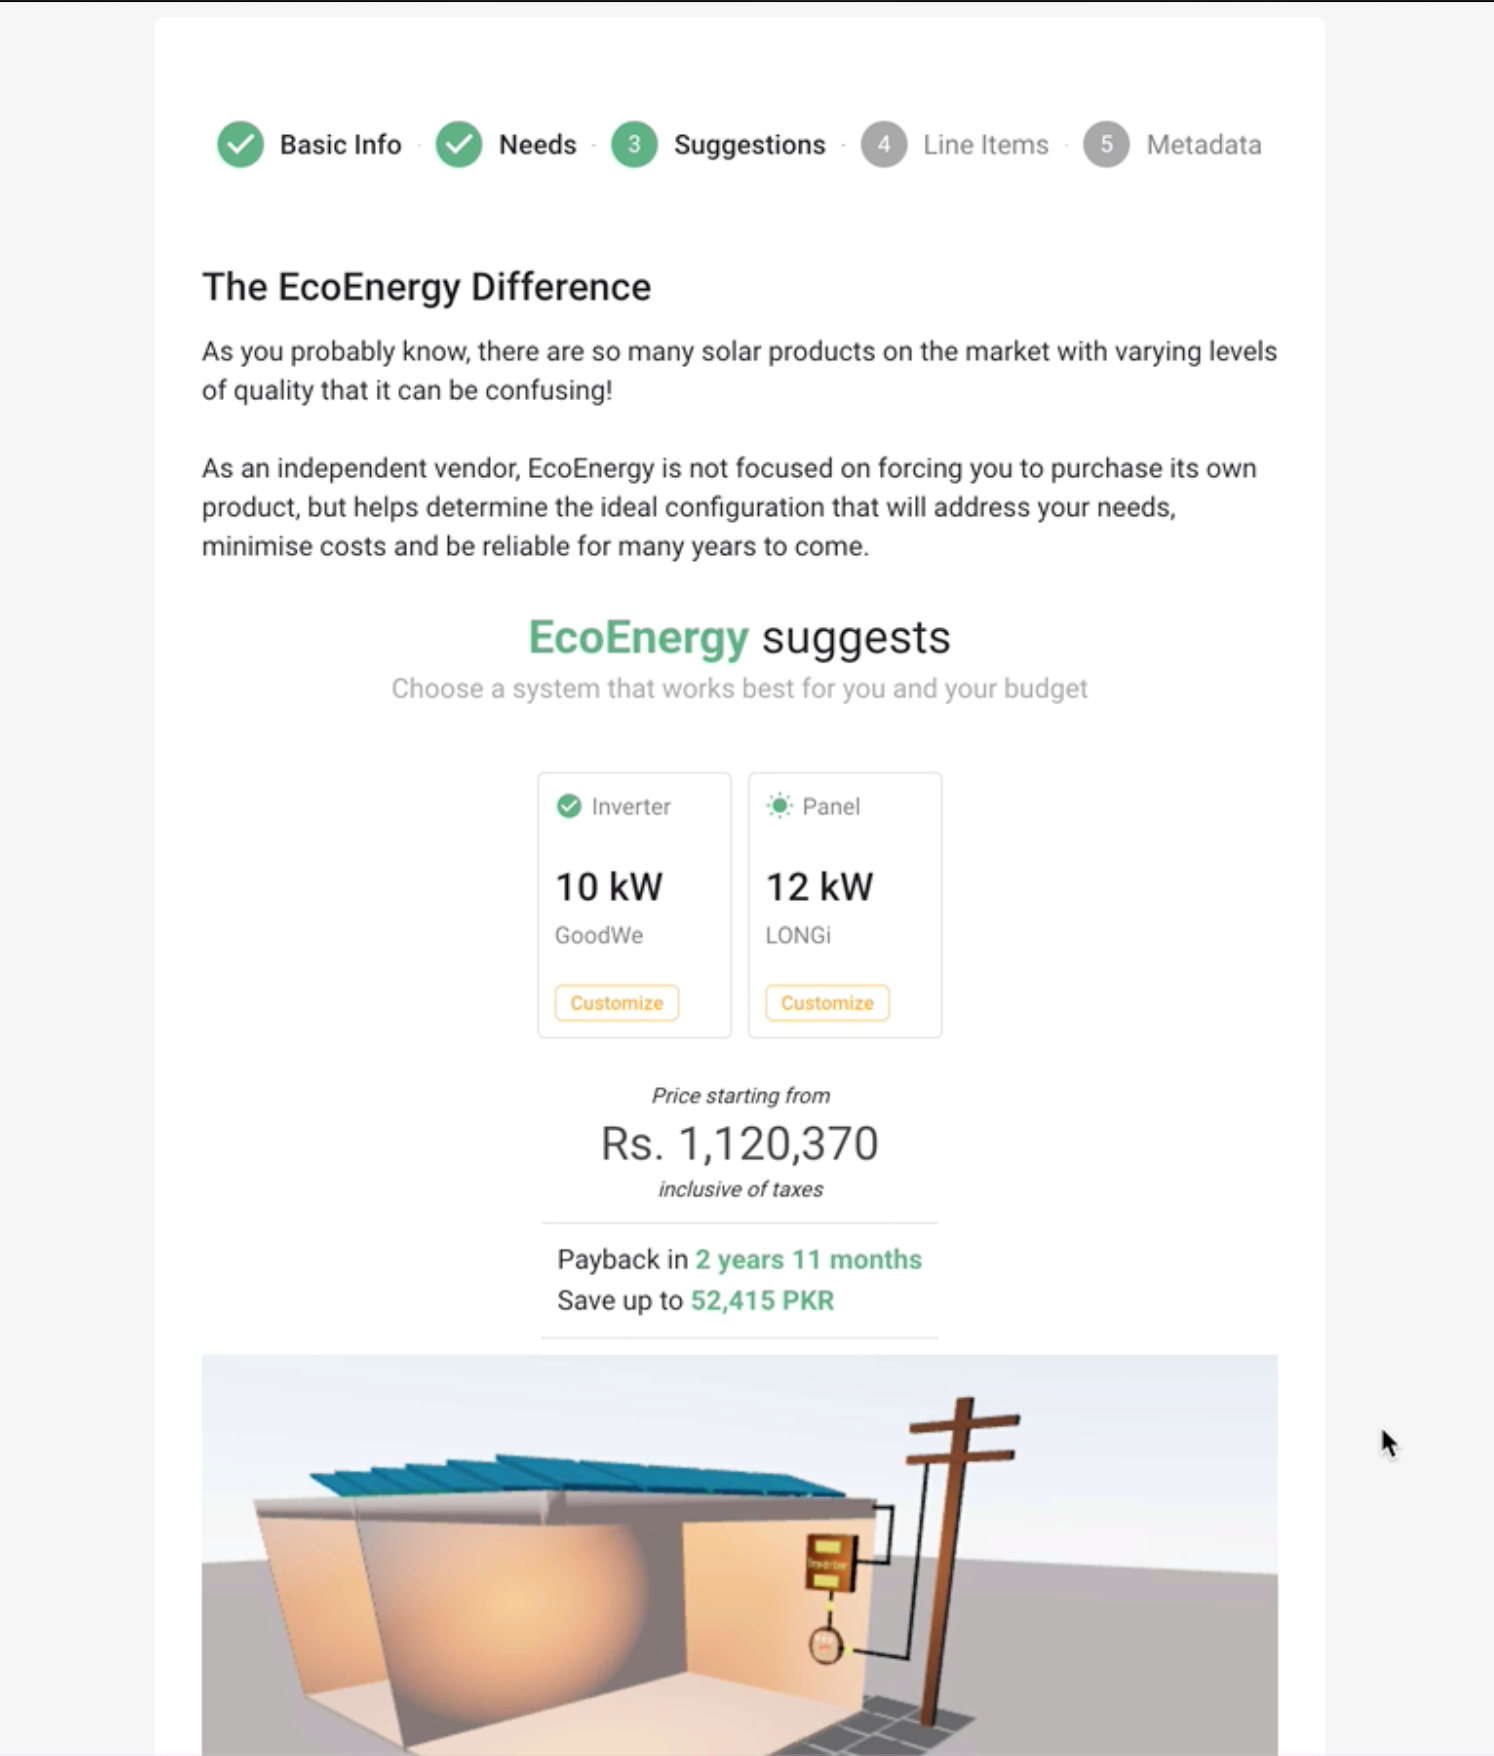 Basic Info · Needs · 3 Suggestions · 4 Line Items · 5 Metadata
The EcoEnergy Difference
As you probably know, there are so many solar products on the market with varying levels
of quality that it can be confusing!
As an independent vendor, EcoEnergy is not focused on forcing you to purchase its own
product, but helps determine the ideal configuration that will address your needs,
minimise costs and be reliable for many years to come.
EcoEnergy suggests
Choose a system that works best for you and your budget
Inverter
10 kW
GoodWe
Customize
Panel
12 kW
LONGi
Customize
Price starting from
Rs. 1,120,370
inclusive of taxes
Payback in 2 years 11 months
Save up to 52,415 PKR
Inverter